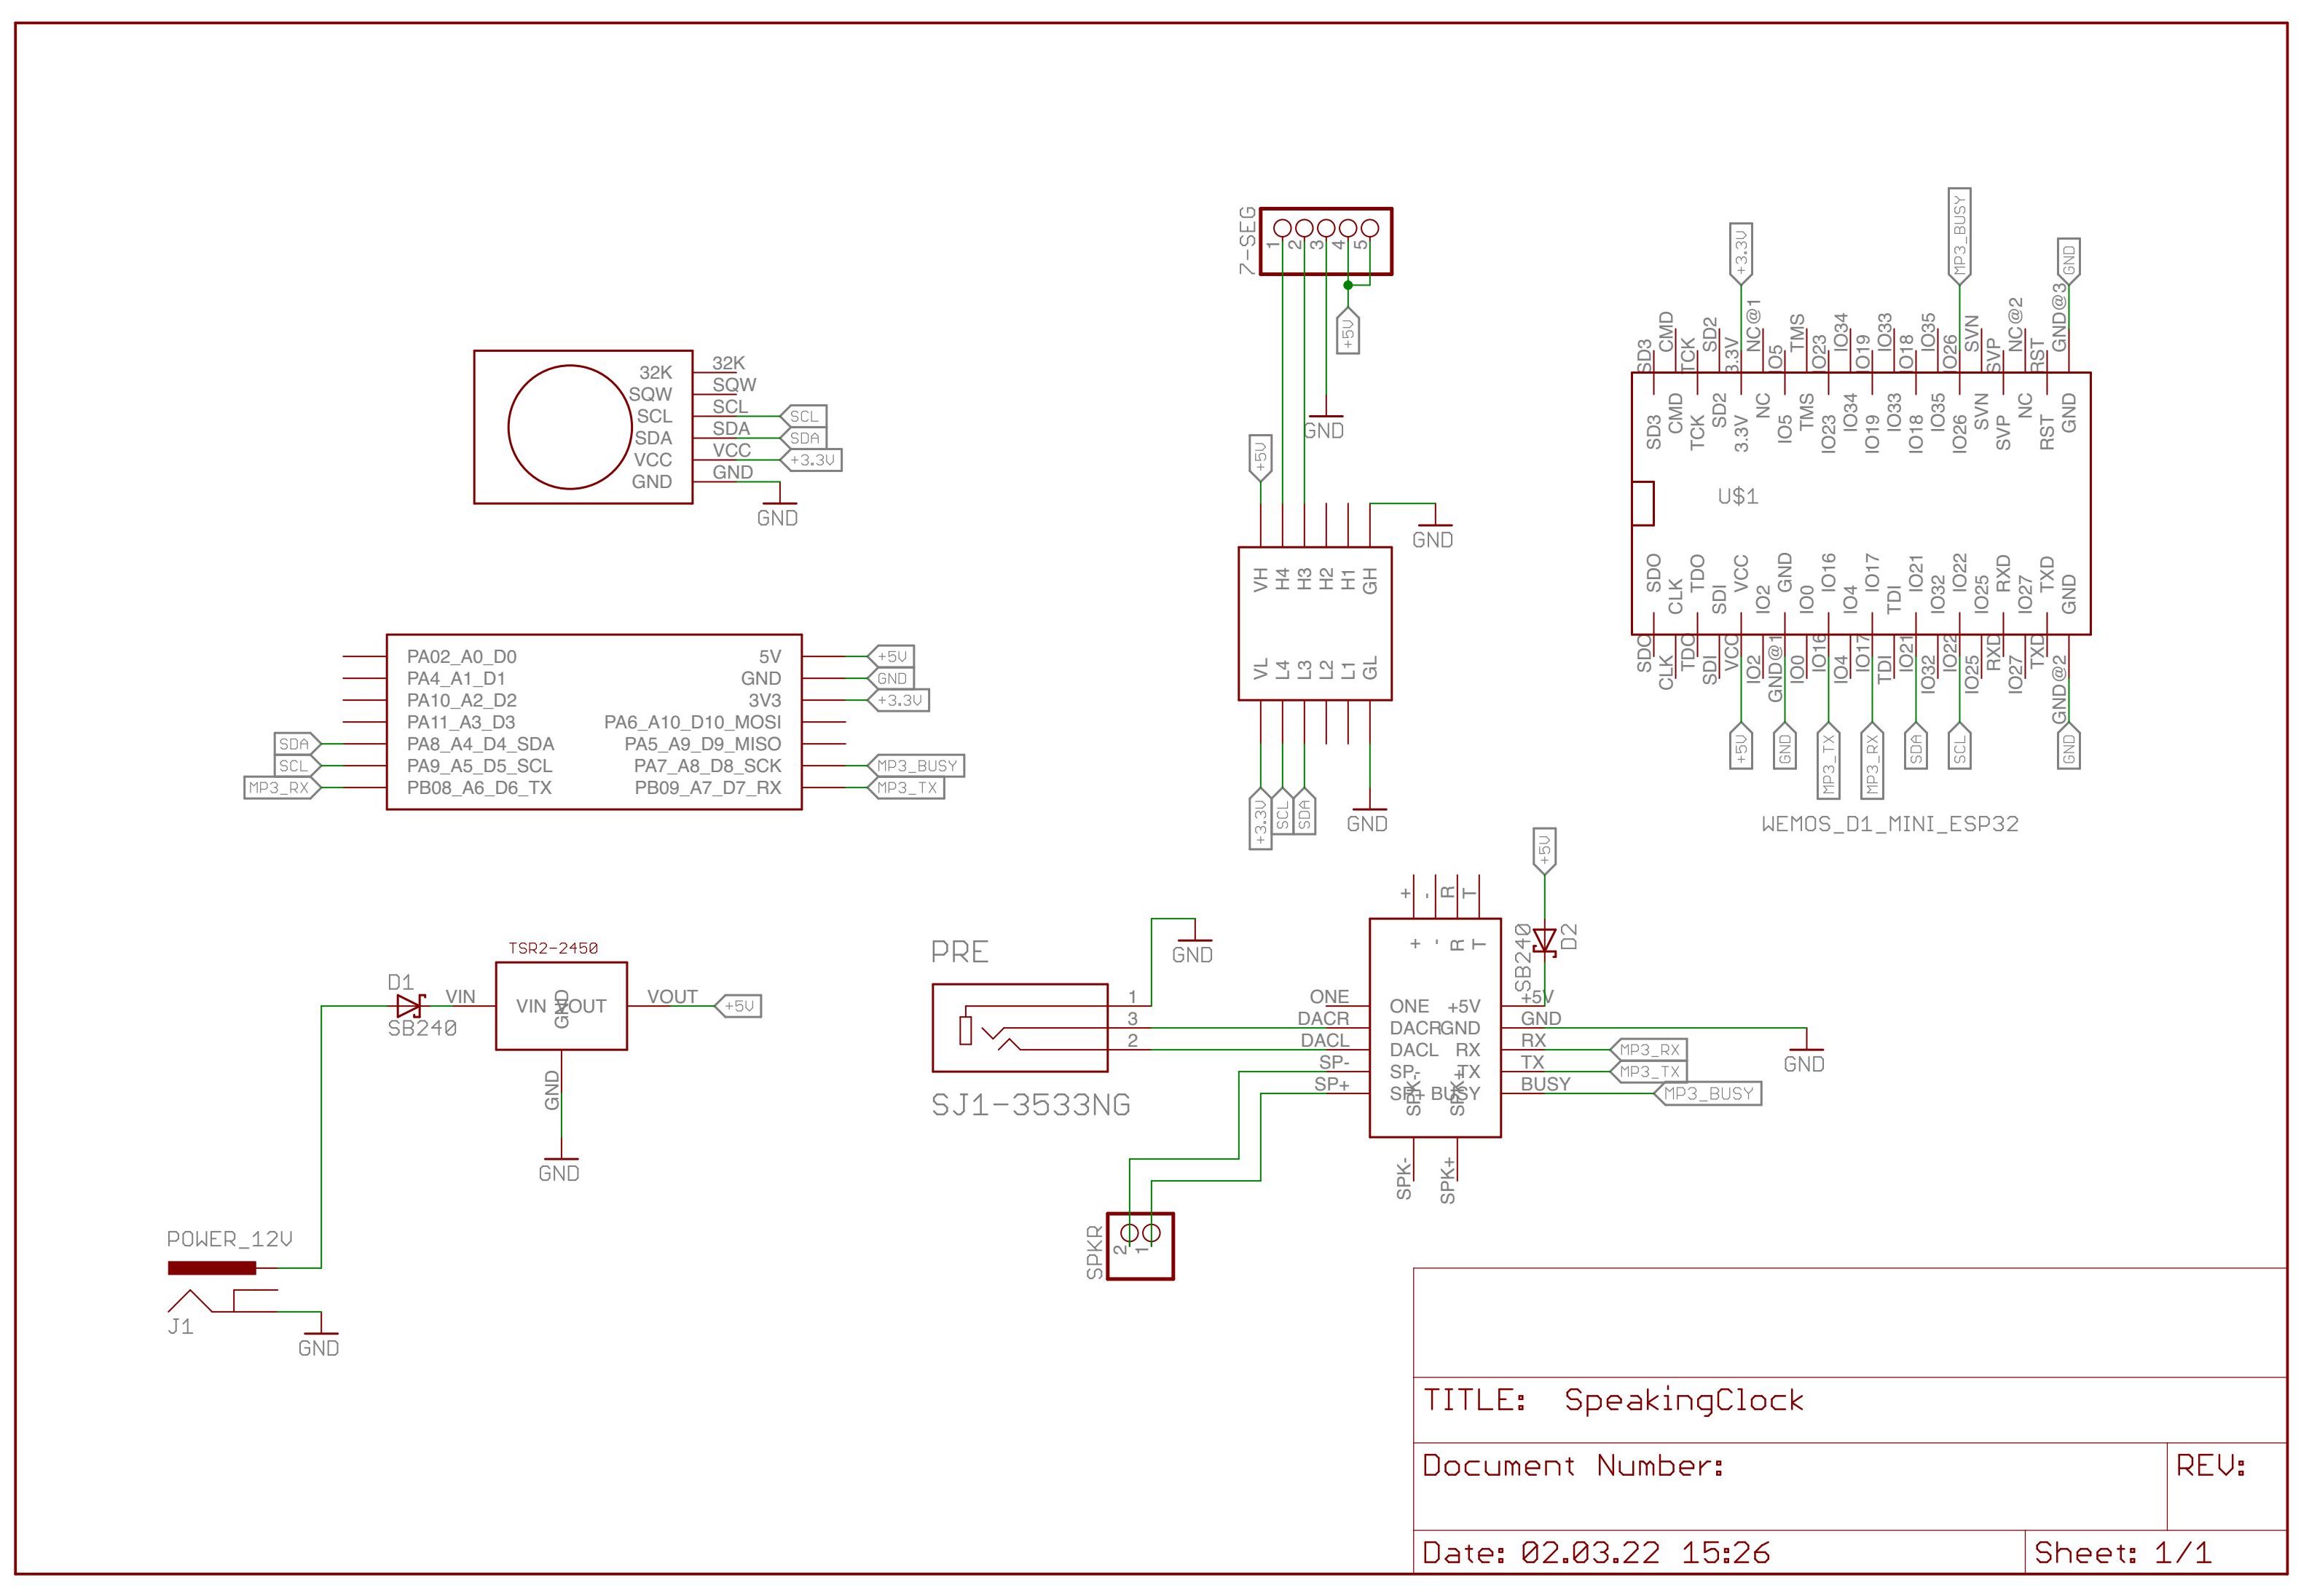 7-SEG
1
2
3
4
5
+5V
GND
+3.3V
MP3_BUSY
GND
SD3
CMD
TCK
SD2
3.3V
NC@1
IO5
TMS
IO23
IO34
IO19
IO33
IO18
IO35
IO26
SVN
SVP
NC@2
RST
GND@3
SD3
CMD
TCK
SD2
3.3V
NC
IO5
TMS
IO23
IO34
IO19
IO33
IO18
IO35
IO26
SVN
SVP
NC
RST
GND
U$1
SDO
CLK
TDO
SDI
VCC
IO2
GND
IO0
IO16
IO4
IO17
TDI
IO21
IO32
IO22
IO25
RXD
IO27
TXD
GND
SDO
CLK
TDO
SDI
VCC
IO2
GND@1
IO0
IO16
IO4
IO17
TDI
IO21
IO32
IO22
IO25
RXD
IO27
TXD
GND@2
+5V
GND
MP3_TX
MP3_RX
SDA
SCL
GND
WEMOS_D1_MINI_ESP32
32K 32K
SQW SQW
SCL SCL SCL
SDA SDA SDA
VCC VCC +3.3V
GND GND
GND
+5V
GND
VH
H4
H3
H2
H1
GH
VL
L4
L3
L2
L1
GL
+3.3V
SCL
SDA
GND
PA02_A0_D0 5V +5V
PA4_A1_D1 GND GND
PA10_A2_D2 3V3 +3.3V
PA11_A3_D3 PA6_A10_D10_MOSI
SDA PA8_A4_D4_SDA PA5_A9_D9_MISO
SCL PA9_A5_D5_SCL PA7_A8_D8_SCK MP3_BUSY
MP3_RX PB08_A6_D6_TX PB09_A7_D7_RX MP3_TX
TSR2-2450
D1
VIN VIN VOUT VOUT +5V
GND
SB240
GND
GND
POWER_12V
J1
GND
PRE
GND
1
3
2
SJ1-3533NG
+
-
R
T
+
-
R
T
+5V
SB240
D2
ONE ONE +5V +5V
DACR DACR GND GND
DACL DACL RX RX MP3_RX
SP- SP- TX TX MP3_TX
SP+ SP+ BUSY BUSY MP3_BUSY
SPK-
SPK+
GND
SPK-
SPK+
SPKR
2
1
TITLE: SpeakingClock
Document Number:
REV:
Date: 02.03.22 15:26
Sheet: 1/1